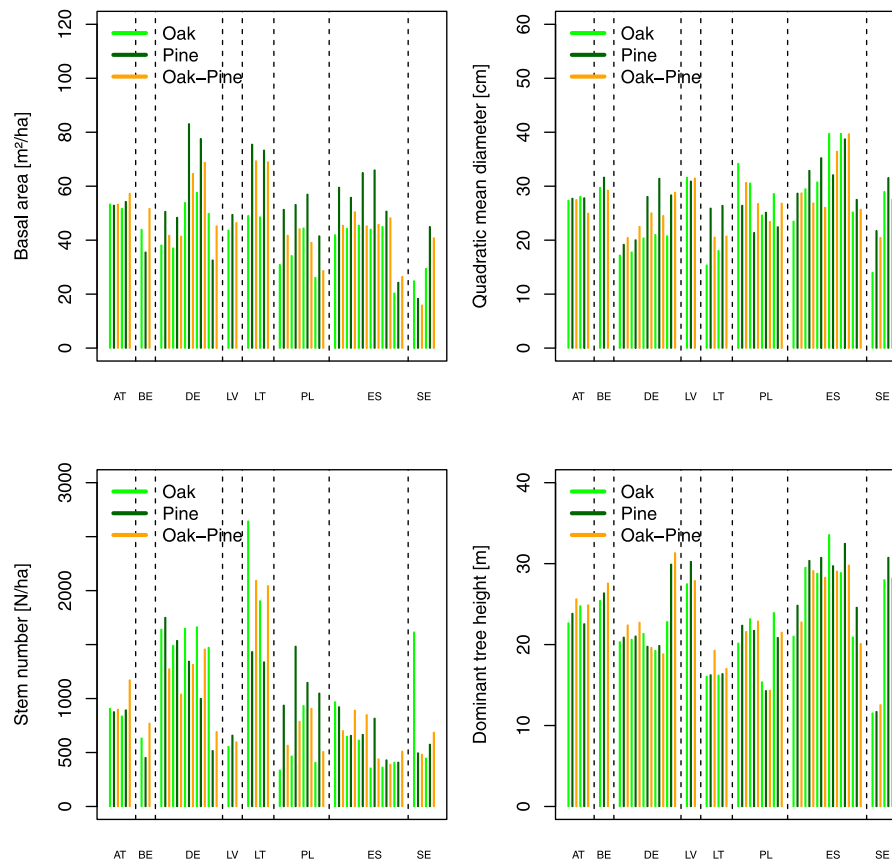 Basal area [m²/ha]
120
100
80
60
40
20
0
Oak
Pine
Oak−Pine
AT BE DE LV LT PL ES SE
Quadratic mean diameter [cm]
60
50
40
30
20
10
0
Oak
Pine
Oak−Pine
AT BE DE LV LT PL ES SE
Stem number [N/ha]
3000
2000
1000
500
0
Oak
Pine
Oak−Pine
AT BE DE LV LT PL ES SE
Dominant tree height [m]
40
30
20
10
0
Oak
Pine
Oak−Pine
AT BE DE LV LT PL ES SE